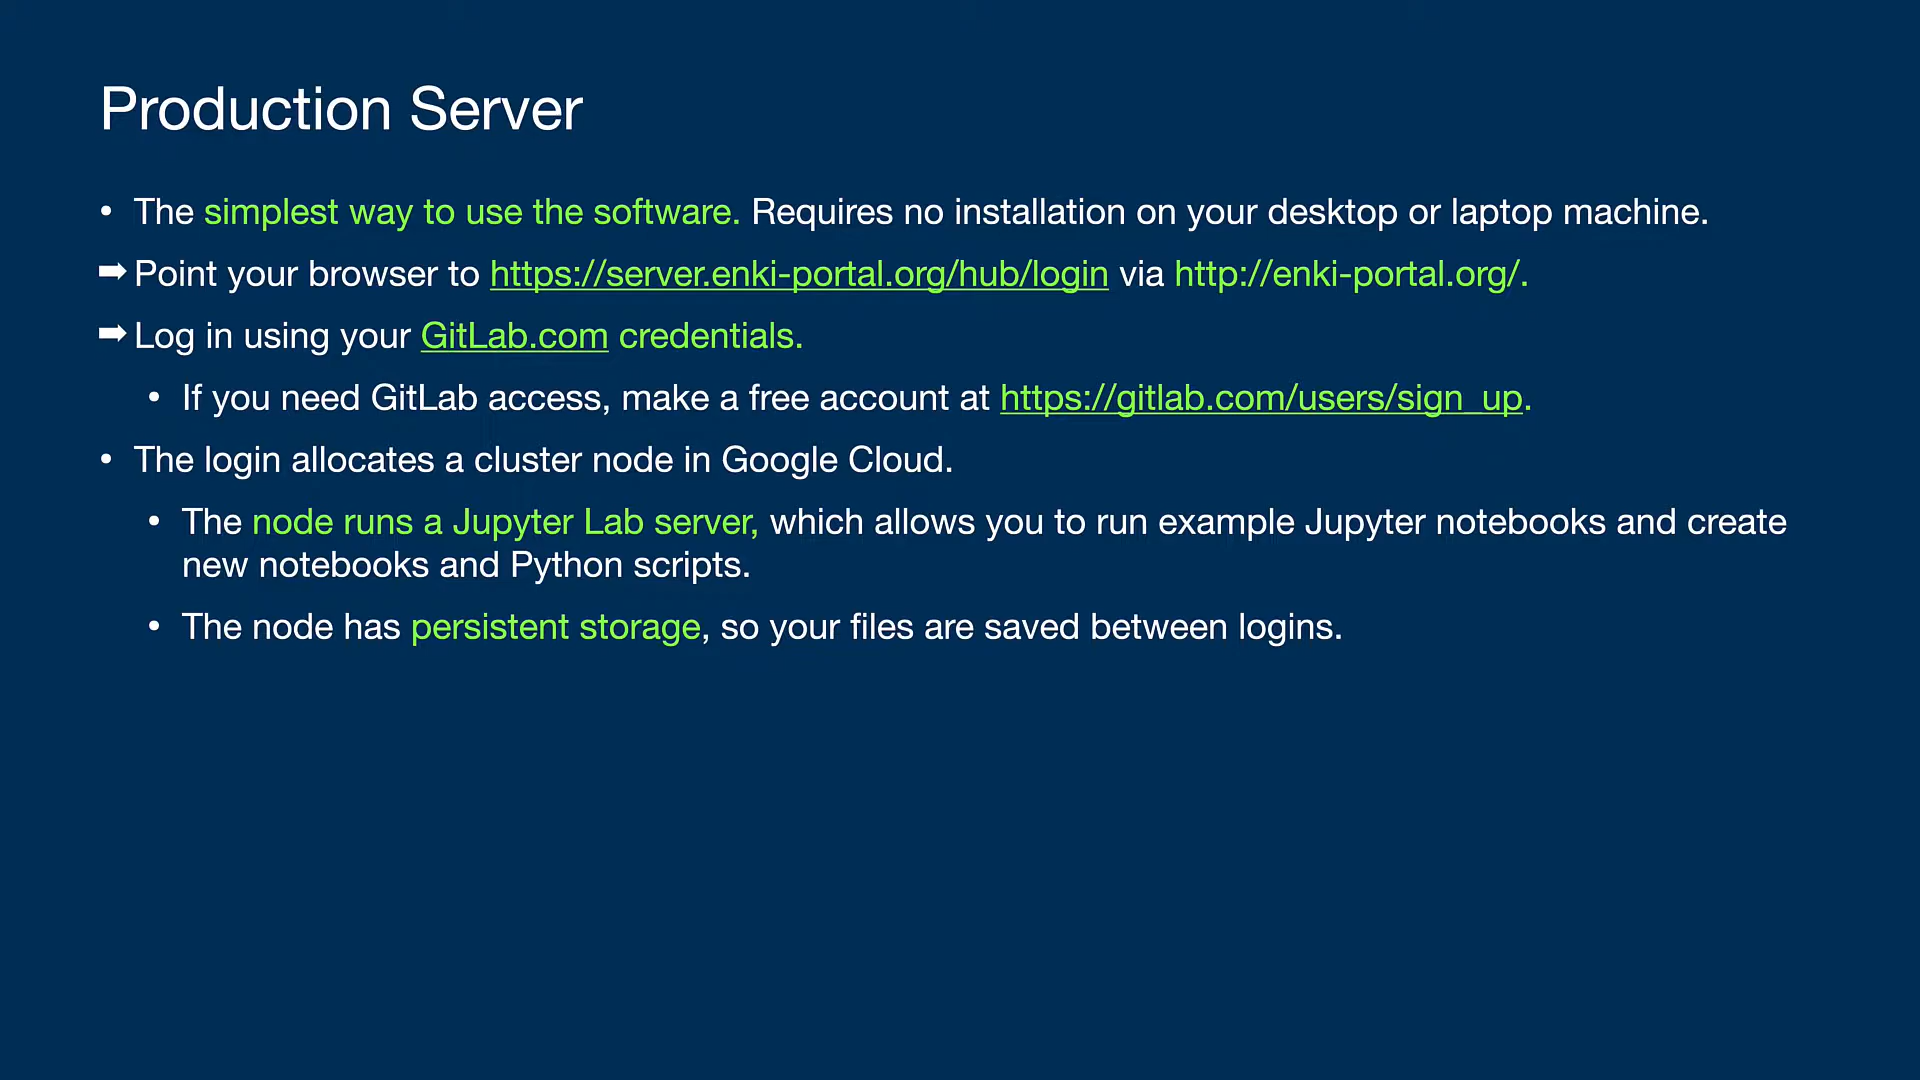 Production Server
• The simplest way to use the software. Requires no installation on your desktop or laptop machine.
➡ Point your browser to https://server.enki-portal.org/hub/login via http://enki-portal.org/.
➡ Log in using your GitLab.com credentials.
• If you need GitLab access, make a free account at https://gitlab.com/users/sign_up.
• The login allocates a cluster node in Google Cloud.
• The node runs a Jupyter Lab server, which allows you to run example Jupyter notebooks and create
new notebooks and Python scripts.
• The node has persistent storage, so your files are saved between logins.